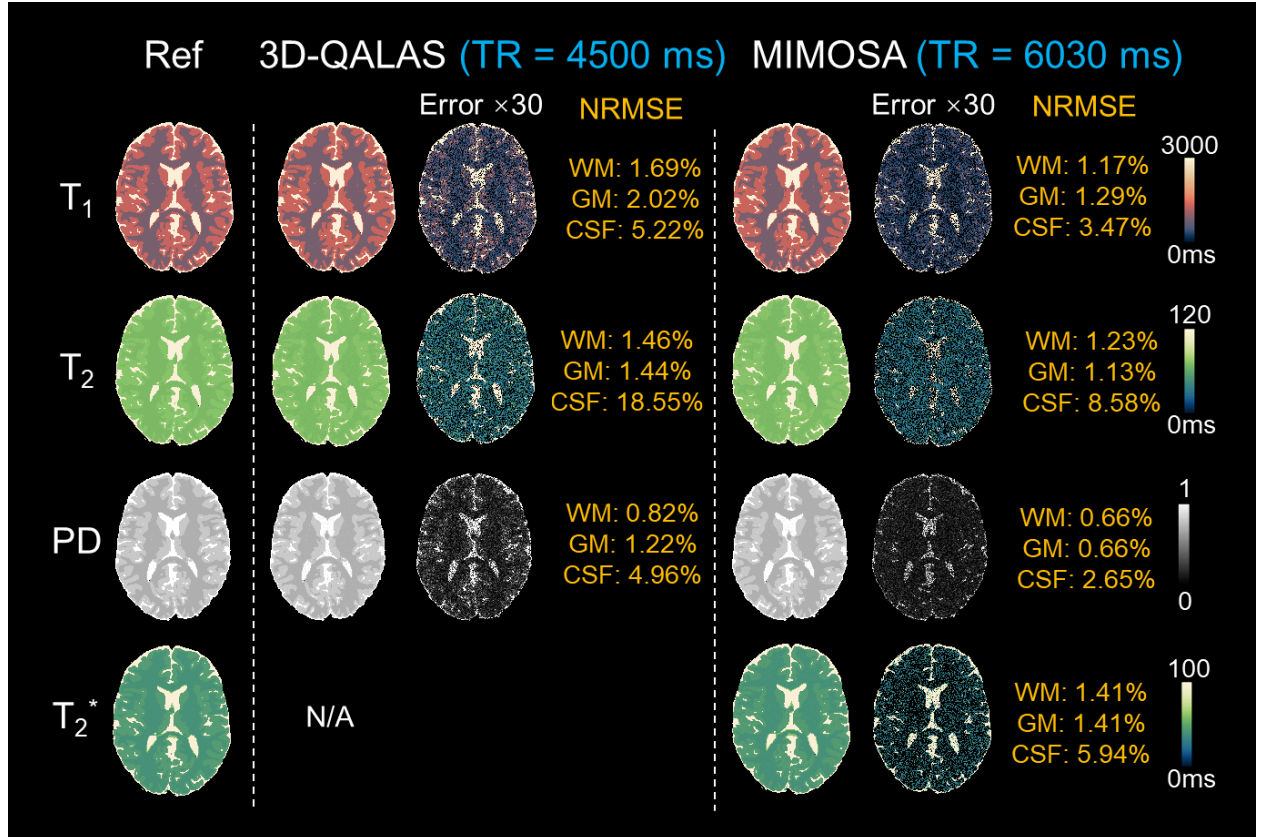 Ref 3D-QALAS (TR = 4500 ms) MIMOSA (TR = 6030 ms)
Error ×30 NRMSE Error ×30 NRMSE
T₁
WM: 1.69%
GM: 2.02%
CSF: 5.22%
WM: 1.17%
GM: 1.29%
CSF: 3.47%
3000
0ms
T₂
WM: 1.46%
GM: 1.44%
CSF: 18.55%
WM: 1.23%
GM: 1.13%
CSF: 8.58%
120
0ms
PD
WM: 0.82%
GM: 1.22%
CSF: 4.96%
WM: 0.66%
GM: 0.66%
CSF: 2.65%
1
0
T₂*
N/A
WM: 1.41%
GM: 1.41%
CSF: 5.94%
100
0ms